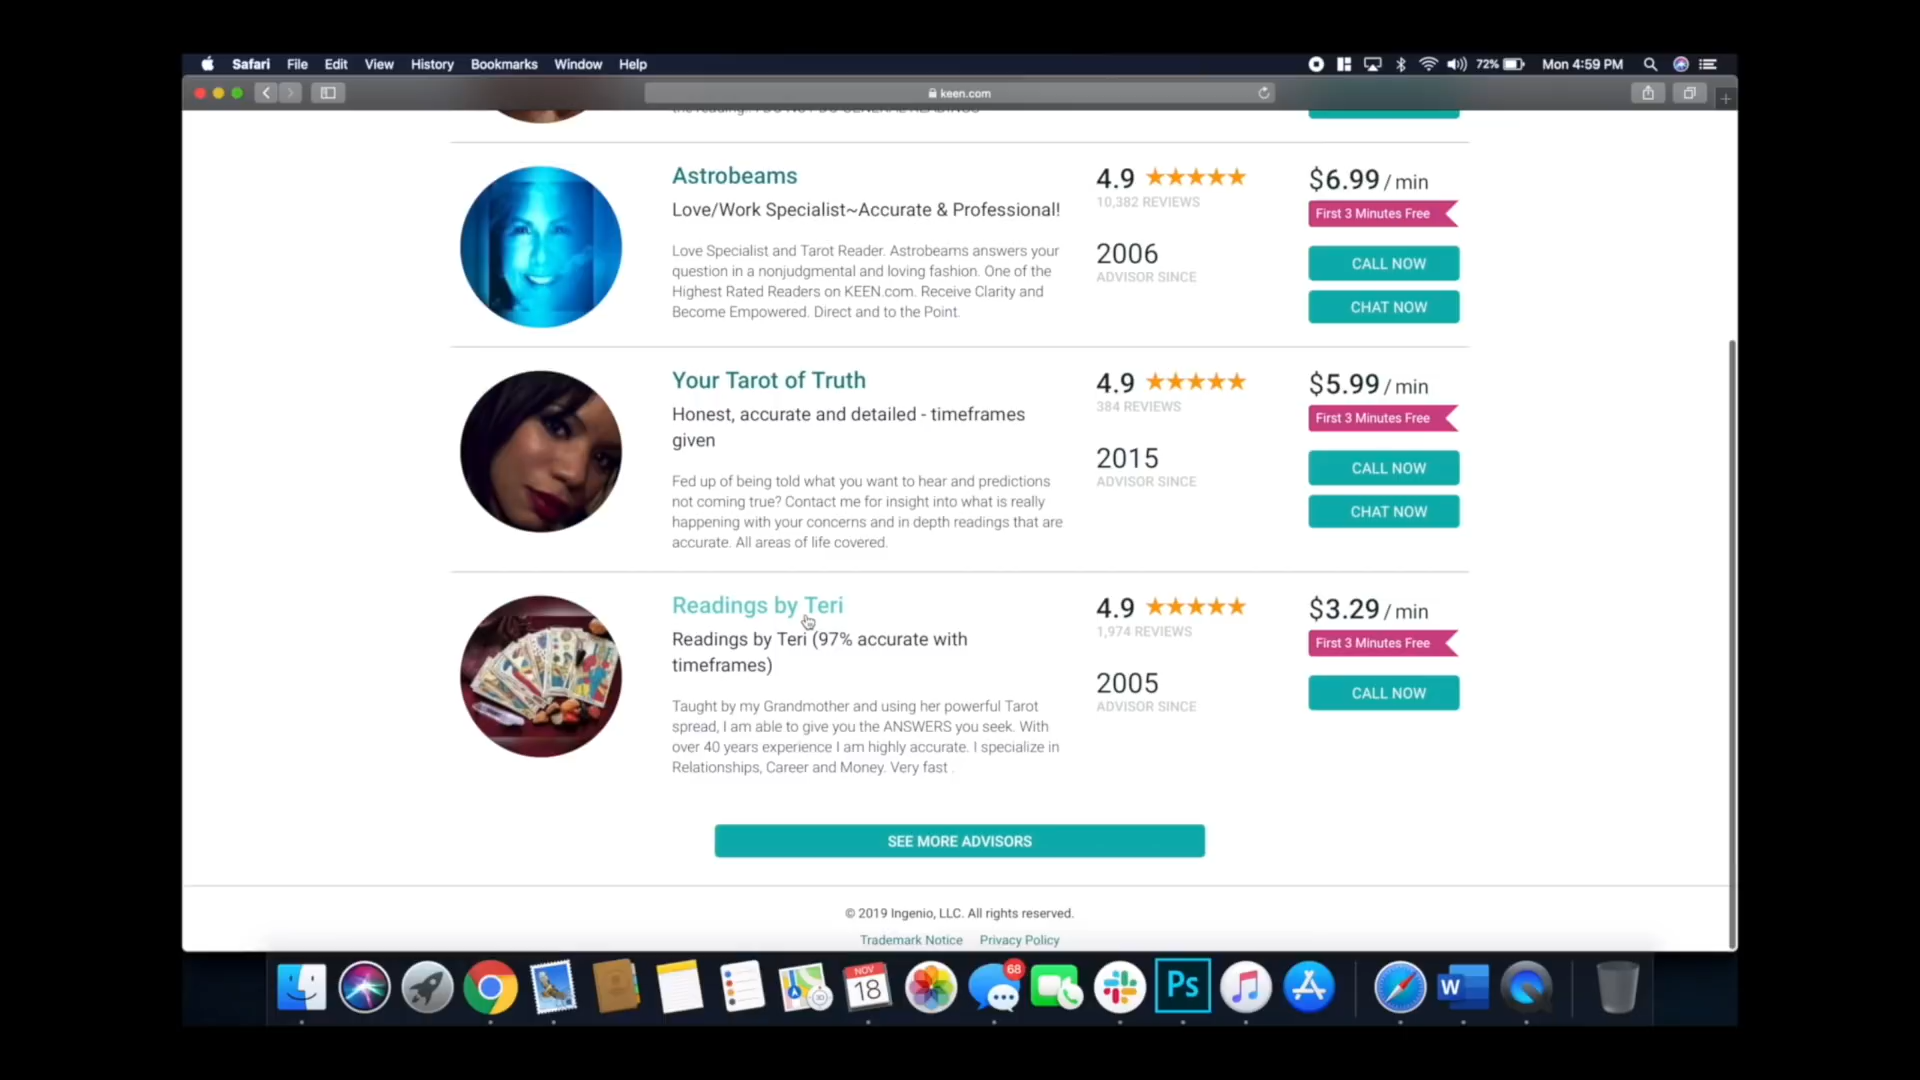 Safari File Edit View History Bookmarks Window Help 72% Mon 4:59 PM
keen.com
Astrobeams
Love/Work Specialist~Accurate & Professional!
Love Specialist and Tarot Reader. Astrobeams answers your
question in a nonjudgmental and loving fashion. One of the
Highest Rated Readers on KEEN.com. Receive Clarity and
Become Empowered. Direct and to the Point.
4.9
10,382 REVIEWS
2006
ADVISOR SINCE
$6.99 / min
First 3 Minutes Free
CALL NOW
CHAT NOW
Your Tarot of Truth
Honest, accurate and detailed - timeframes
given
Fed up of being told what you want to hear and predictions
not coming true? Contact me for insight into what is really
happening with your concerns and in depth readings that are
accurate. All areas of life covered.
4.9
384 REVIEWS
2015
ADVISOR SINCE
$5.99 / min
First 3 Minutes Free
CALL NOW
CHAT NOW
Readings by Teri
Readings by Teri (97% accurate with
timeframes)
Taught by my Grandmother and using her powerful Tarot
spread, I am able to give you the ANSWERS you seek. With
over 40 years experience I am highly accurate. I specialize in
Relationships, Career and Money. Very fast .
4.9
1,974 REVIEWS
2005
ADVISOR SINCE
$3.29 / min
First 3 Minutes Free
CALL NOW
SEE MORE ADVISORS
© 2019 Ingenio, LLC. All rights reserved.
Trademark Notice Privacy Policy
NOV
18
68
Ps
W